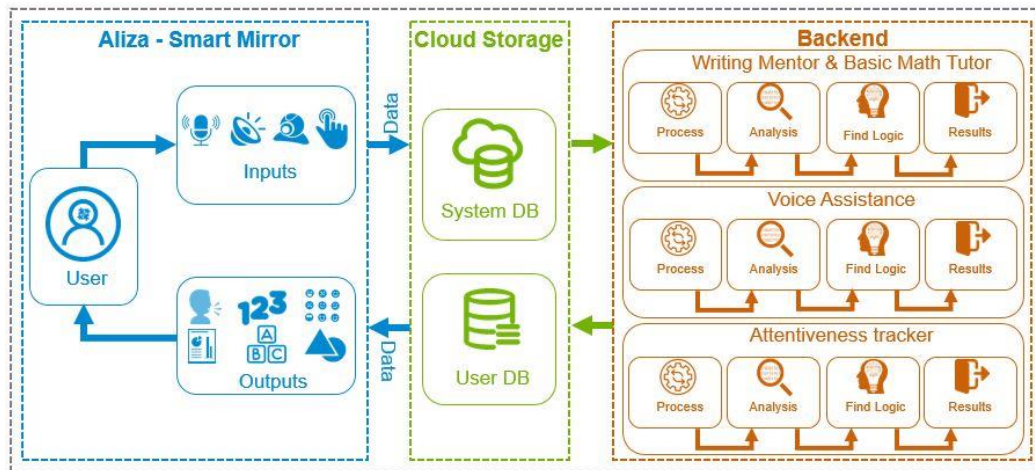 Aliza - Smart Mirror
Inputs
User
123
A
B C
Outputs
Data
Data
Cloud Storage
System DB
User DB
Backend
Writing Mentor & Basic Math Tutor
Process
Analysis
Find Logic
Results
Voice Assistance
Process
Analysis
Find Logic
Results
Attentiveness tracker
Process
Analysis
Find Logic
Results